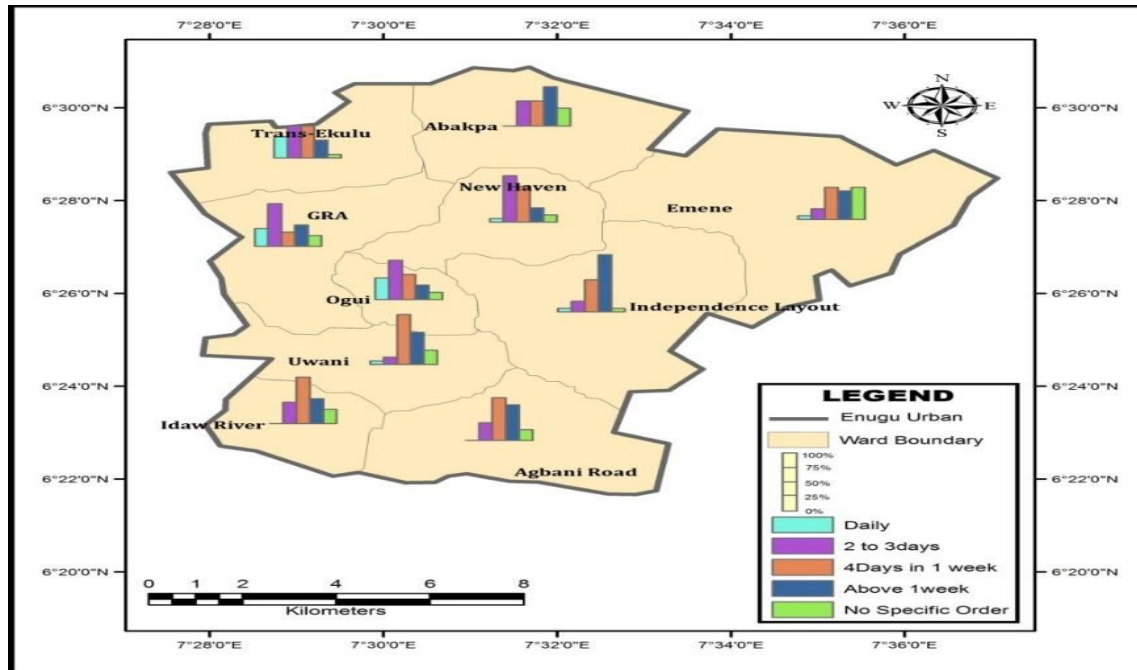 7°28'0"E 7°30'0"E 7°32'0"E 7°34'0"E 7°36'0"E
N
W E
S
6°30'0"N 6°30'0"N
Abakpa
Trans-Ekulu
New Haven
6°28'0"N 6°28'0"N
Emene
GRA
6°26'0"N 6°26'0"N
Ogui
Independence Layout
Uwani
6°24'0"N 6°24'0"N
Idaw River
Agbani Road
6°22'0"N 6°22'0"N
6°20'0"N 6°20'0"N
LEGEND
Enugu Urban
Ward Boundary
100%
75%
50%
25%
0%
Daily
2 to 3days
4Days in 1 week
Above 1week
No Specific Order
0 1 2 4 6 8
Kilometers
7°28'0"E 7°30'0"E 7°32'0"E 7°34'0"E 7°36'0"E